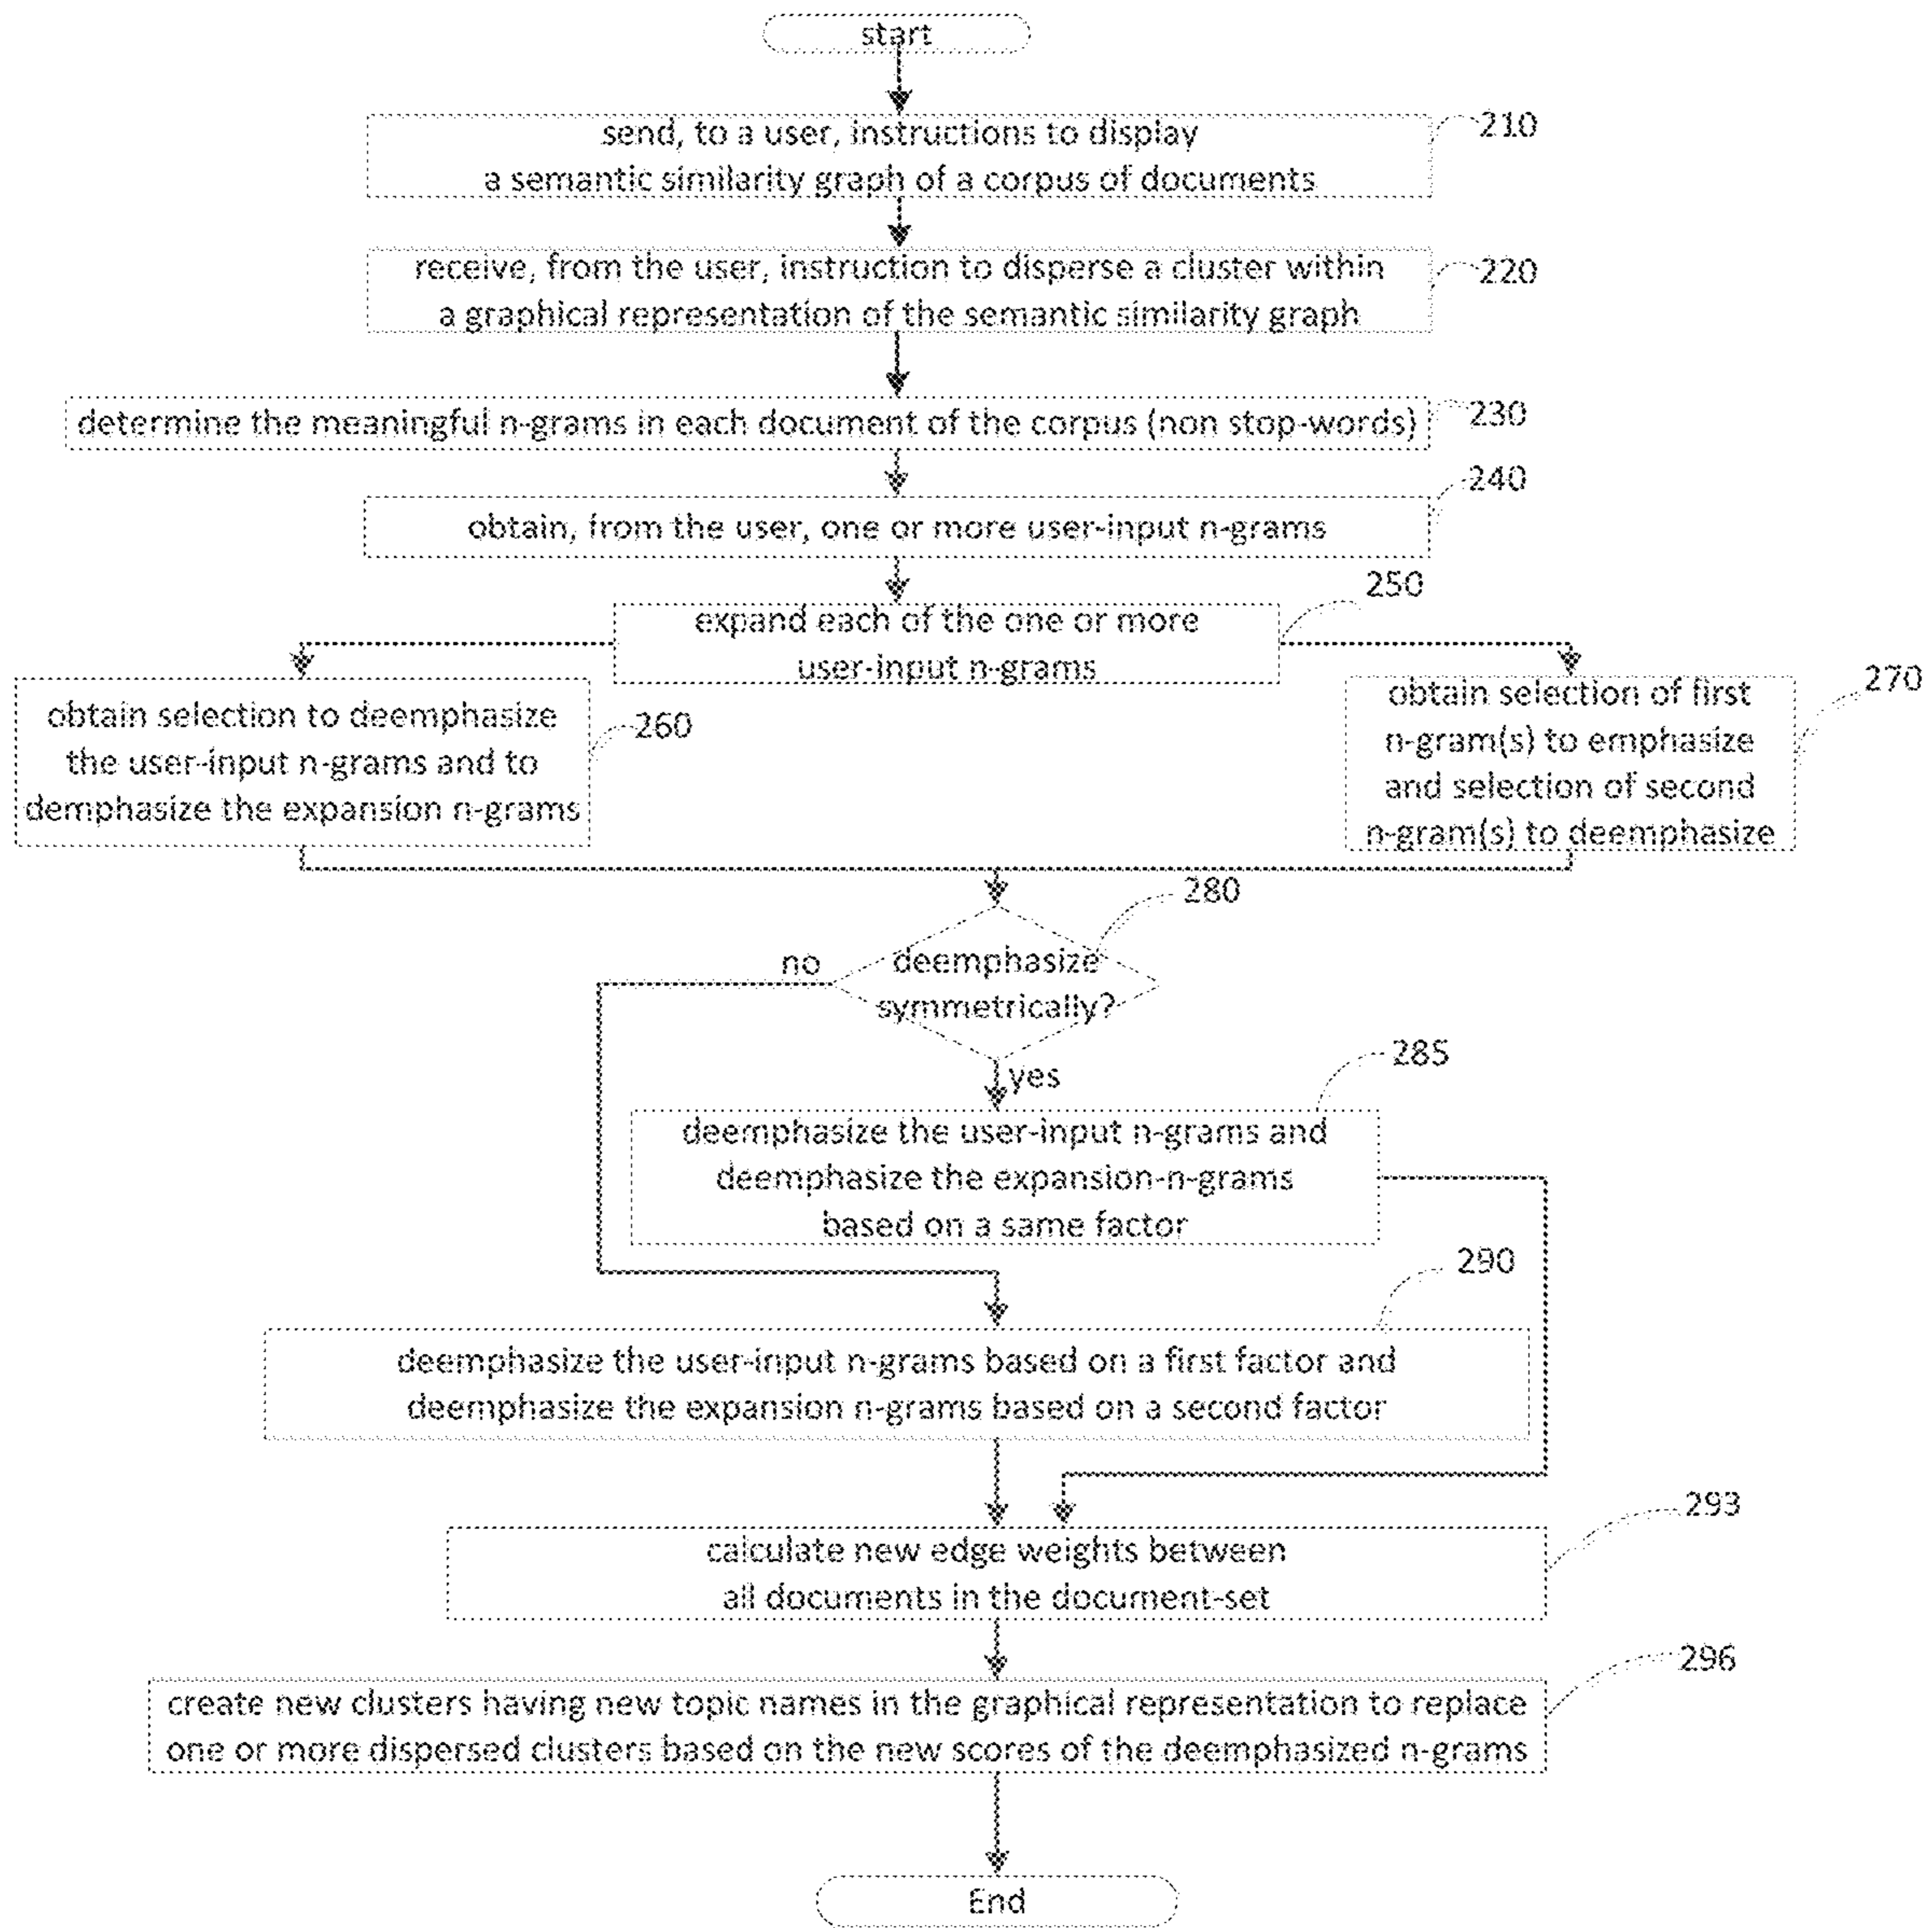 start
send, to a user, instructions to display
a semantic similarity graph of a corpus of documents
210
receive, from the user, instruction to disperse a cluster within
a graphical representation of the semantic similarity graph
220
determine the meaningful n-grams in each document of the corpus (non stop-words)
230
240
obtain, from the user, one or more user-input n-grams
250
expand each of the one or more
user-input n-grams
obtain selection to deemphasize
the user-input n-grams and to
demphasize the expansion n-grams
260
obtain selection of first
n-gram(s) to emphasize
and selection of second
n-gram(s) to deemphasize
270
280
deemphasize
symmetrically?
no
yes
285
deemphasize the user-input n-grams and
deemphasize the expansion-n-grams
based on a same factor
290
deemphasize the user-input n-grams based on a first factor and
deemphasize the expansion n-grams based on a second factor
293
calculate new edge weights between
all documents in the document-set
296
create new clusters having new topic names in the graphical representation to replace
one or more dispersed clusters based on the new scores of the deemphasized n-grams
End